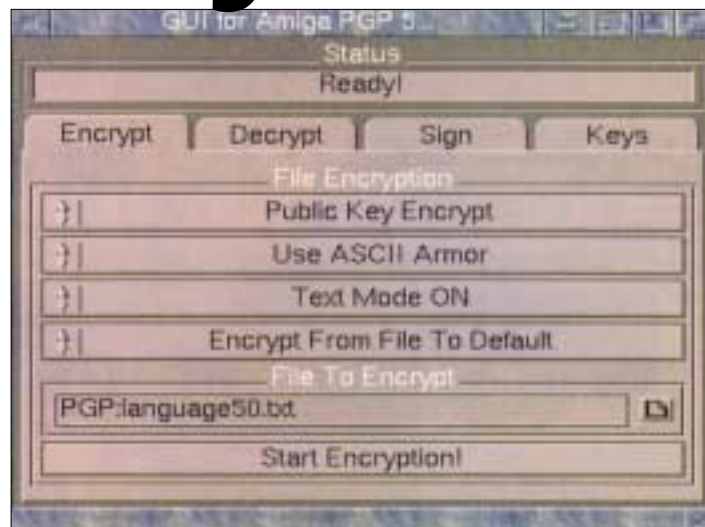 GUI for Amiga PGP 5...
Status
Ready!
Encrypt
Decrypt
Sign
Keys
File Encryption
Public Key Encrypt
Use ASCII Armor
Text Mode ON
Encrypt From File To Default
File To Encrypt
PGP:language50.txt
Start Encryption!